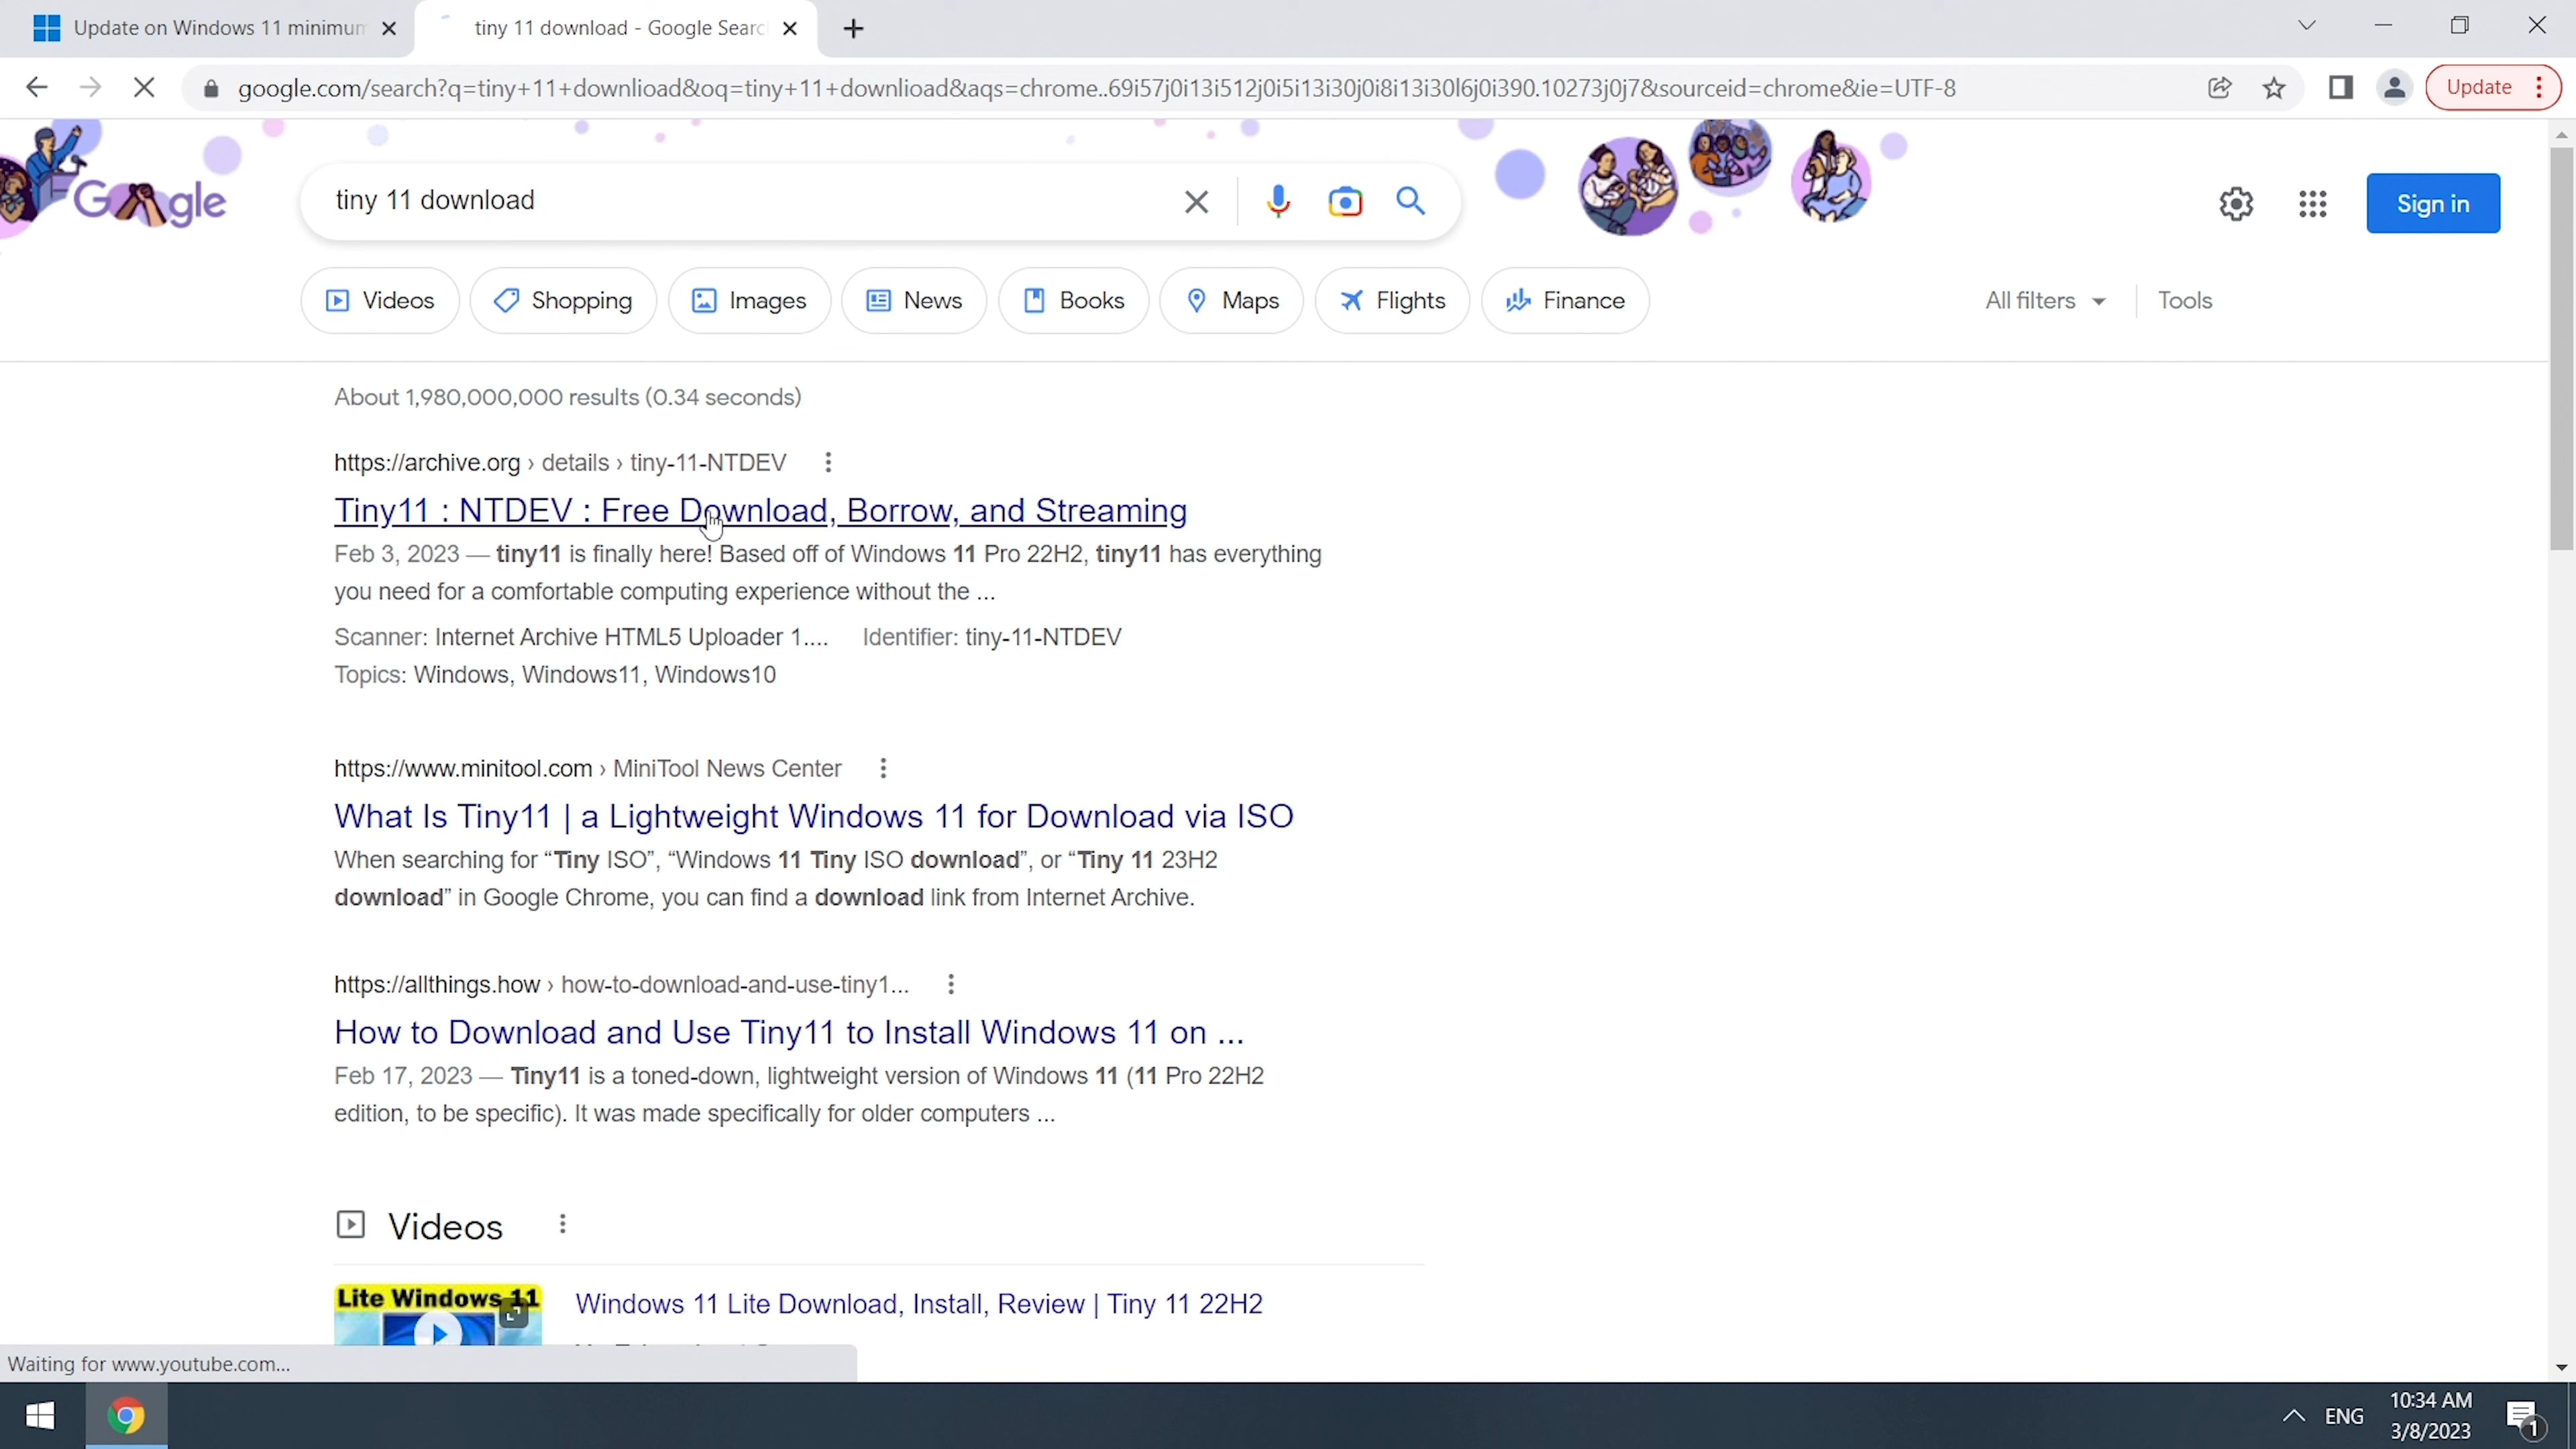 Update on Windows 11 minimum
tiny 11 download - Google Searc
google.com/search?q=tiny+11+downlioad&oq=tiny+11+downlioad&aqs=chrome..69i57j0i13i512j0i5i13i30j0i8i13i30l6j0i390.10273j0j7&sourceid=chrome&ie=UTF-8
Update
Google
tiny 11 download
Sign in
Videos
Shopping
Images
News
Books
Maps
Flights
Finance
All filters
Tools
About 1,980,000,000 results (0.34 seconds)
https://archive.org › details › tiny-11-NTDEV
Tiny11 : NTDEV : Free Download, Borrow, and Streaming
Feb 3, 2023 — tiny11 is finally here! Based off of Windows 11 Pro 22H2, tiny11 has everything
you need for a comfortable computing experience without the ...
Scanner: Internet Archive HTML5 Uploader 1.... Identifier: tiny-11-NTDEV
Topics: Windows, Windows11, Windows10
https://www.minitool.com › MiniTool News Center
What Is Tiny11 | a Lightweight Windows 11 for Download via ISO
When searching for “Tiny ISO”, “Windows 11 Tiny ISO download”, or “Tiny 11 23H2
download” in Google Chrome, you can find a download link from Internet Archive.
https://allthings.how › how-to-download-and-use-tiny1...
How to Download and Use Tiny11 to Install Windows 11 on ...
Feb 17, 2023 — Tiny11 is a toned-down, lightweight version of Windows 11 (11 Pro 22H2
edition, to be specific). It was made specifically for older computers ...
Videos
Lite Windows 11
Windows 11 Lite Download, Install, Review | Tiny 11 22H2
Waiting for www.youtube.com...
ENG
10:34 AM
3/8/2023
1